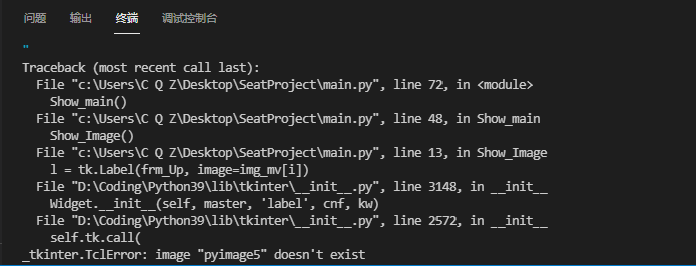 问题 输出 终端 调试控制台
"
Traceback (most recent call last):
  File "c:\Users\C Q Z\Desktop\SeatProject\main.py", line 72, in <module>
    Show_main()
  File "c:\Users\C Q Z\Desktop\SeatProject\main.py", line 48, in Show_main
    Show_Image()
  File "c:\Users\C Q Z\Desktop\SeatProject\main.py", line 13, in Show_Image
    l = tk.Label(frm_Up, image=img_mv[i])
  File "D:\Coding\Python39\lib\tkinter\__init__.py", line 3148, in __init__
    Widget.__init__(self, master, 'label', cnf, kw)
  File "D:\Coding\Python39\lib\tkinter\__init__.py", line 2572, in __init__
    self.tk.call(
_tkinter.TclError: image "pyimage5" doesn't exist